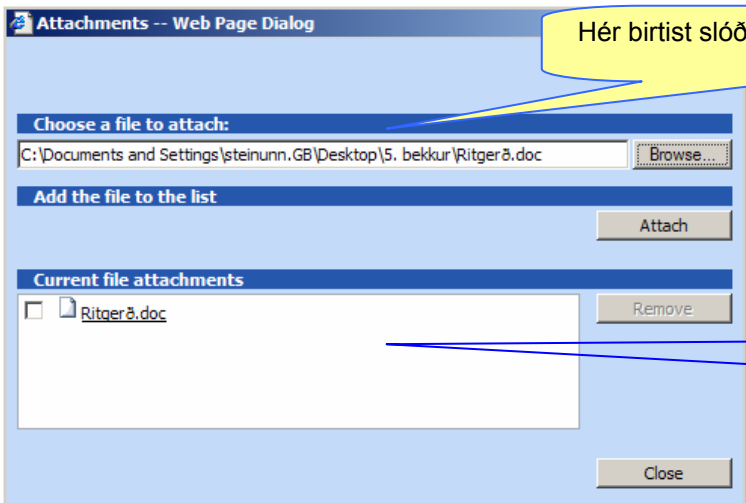 Attachments -- Web Page Dialog
Hér birtist slóð
Choose a file to attach:
C:\Documents and Settings\steinunn.GB\Desktop\5. bekkur\Ritgerð.doc
Browse...
Add the file to the list
Attach
Current file attachments
Ritgerð.doc
Remove
Close